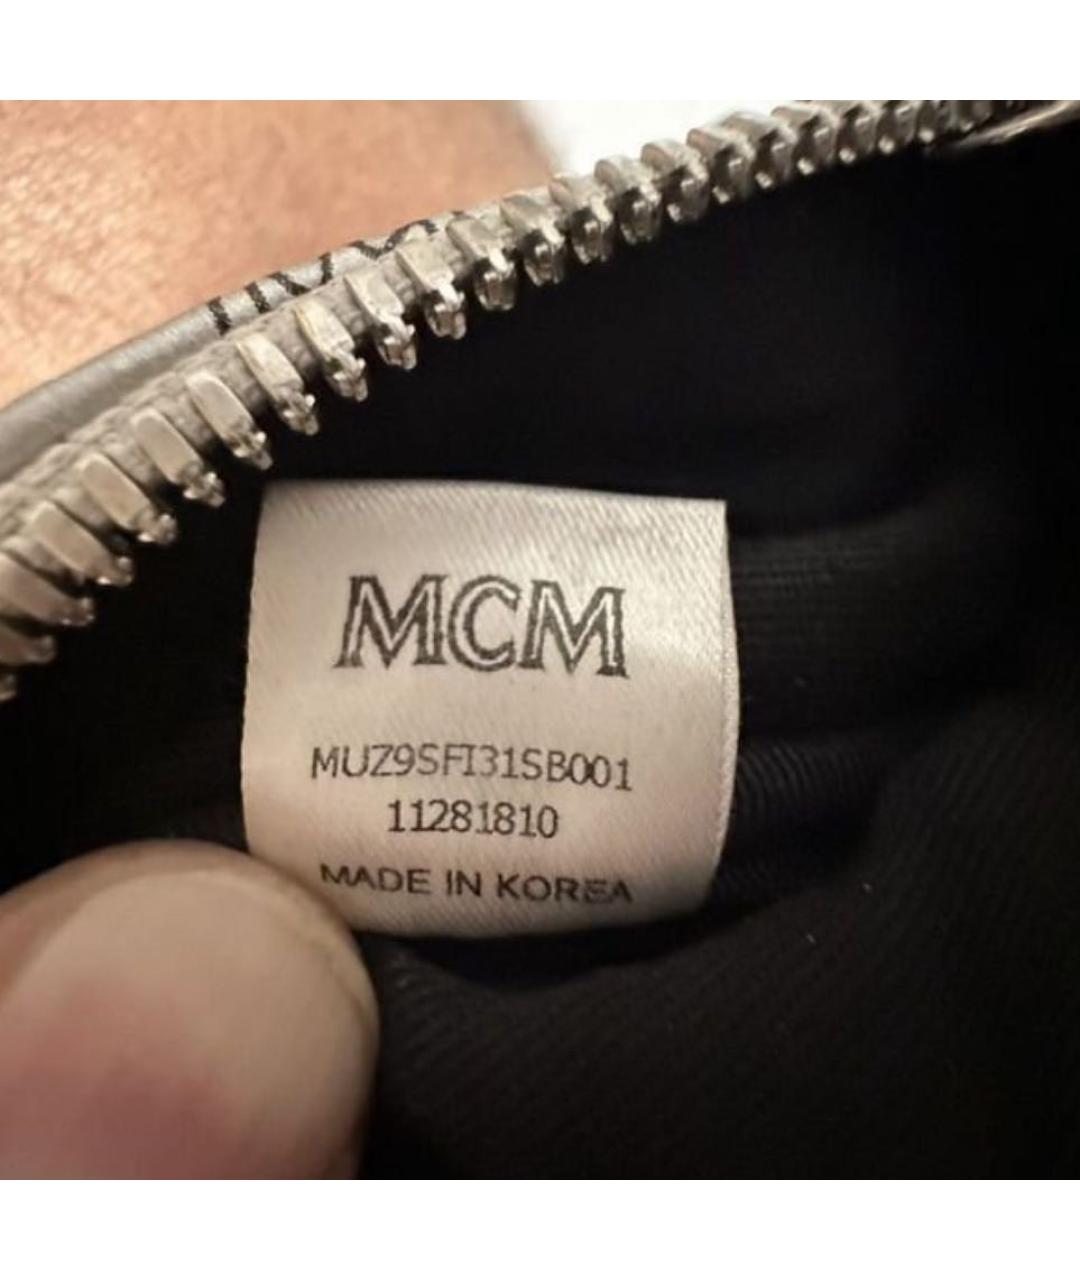 MCM
MUZ9SFI31SB001
11281810
MADE IN KOREA